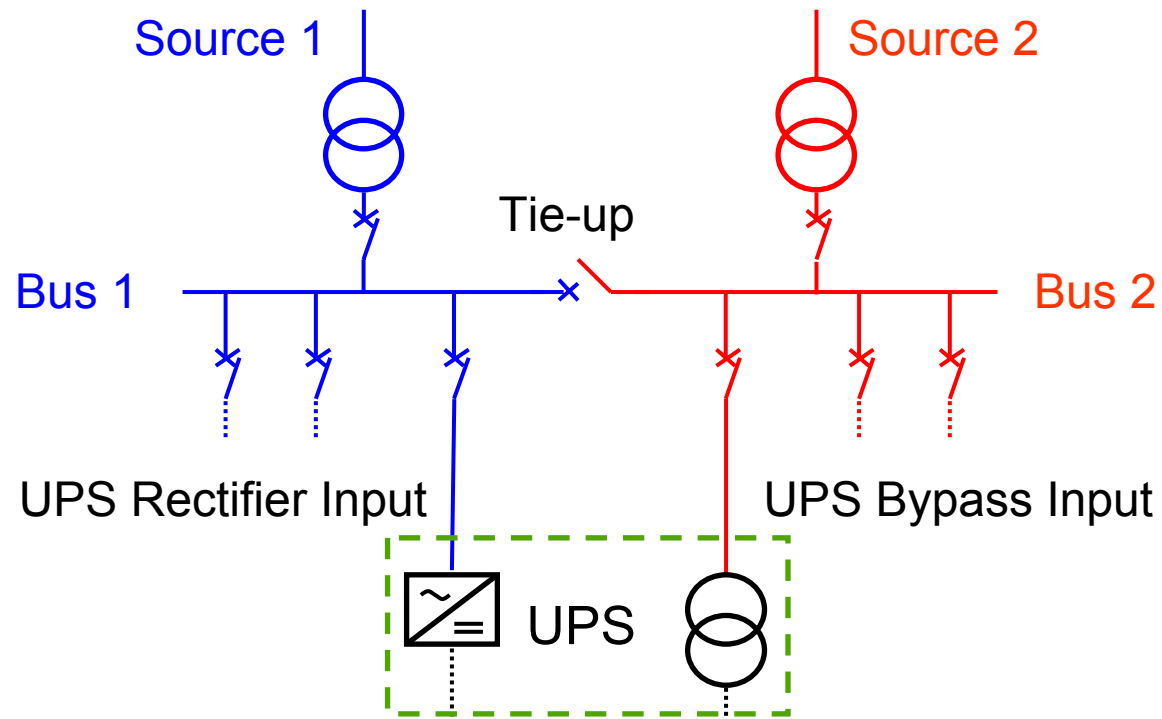 Source 1
Source 2
Tie-up
Bus 1
Bus 2
UPS Rectifier Input
UPS Bypass Input
UPS